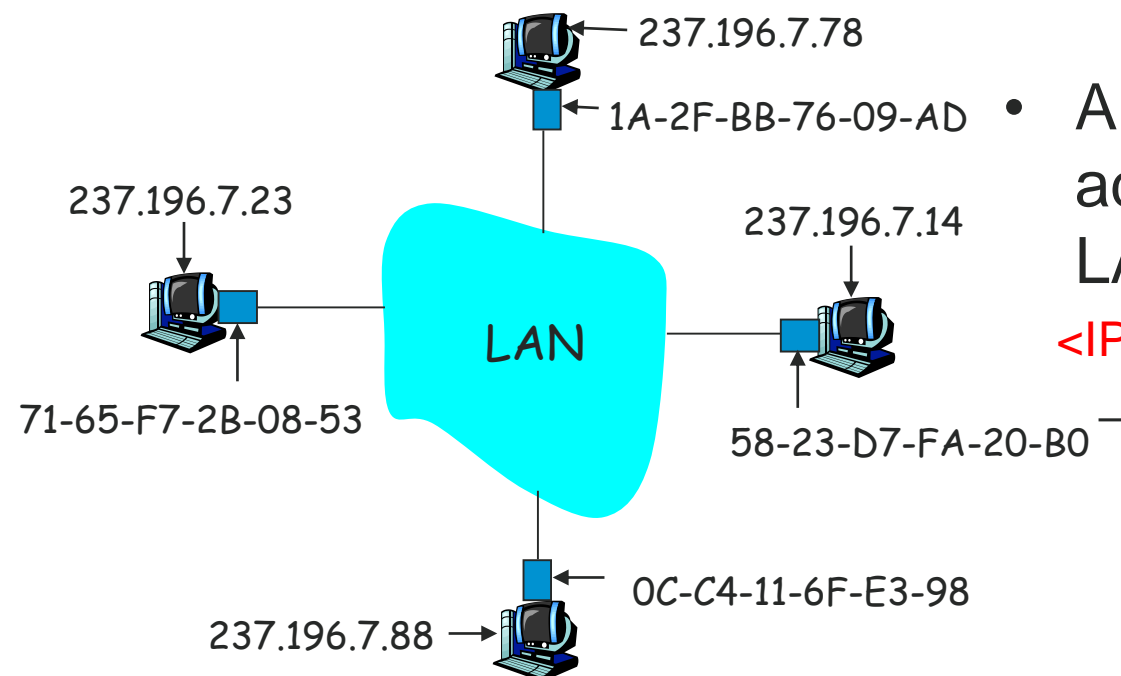 237.196.7.78
1A-2F-BB-76-09-AD
237.196.7.23
237.196.7.14
LAN
71-65-F7-2B-08-53
58-23-D7-FA-20-B0
0C-C4-11-6F-E3-98
237.196.7.88
•
<IP
–